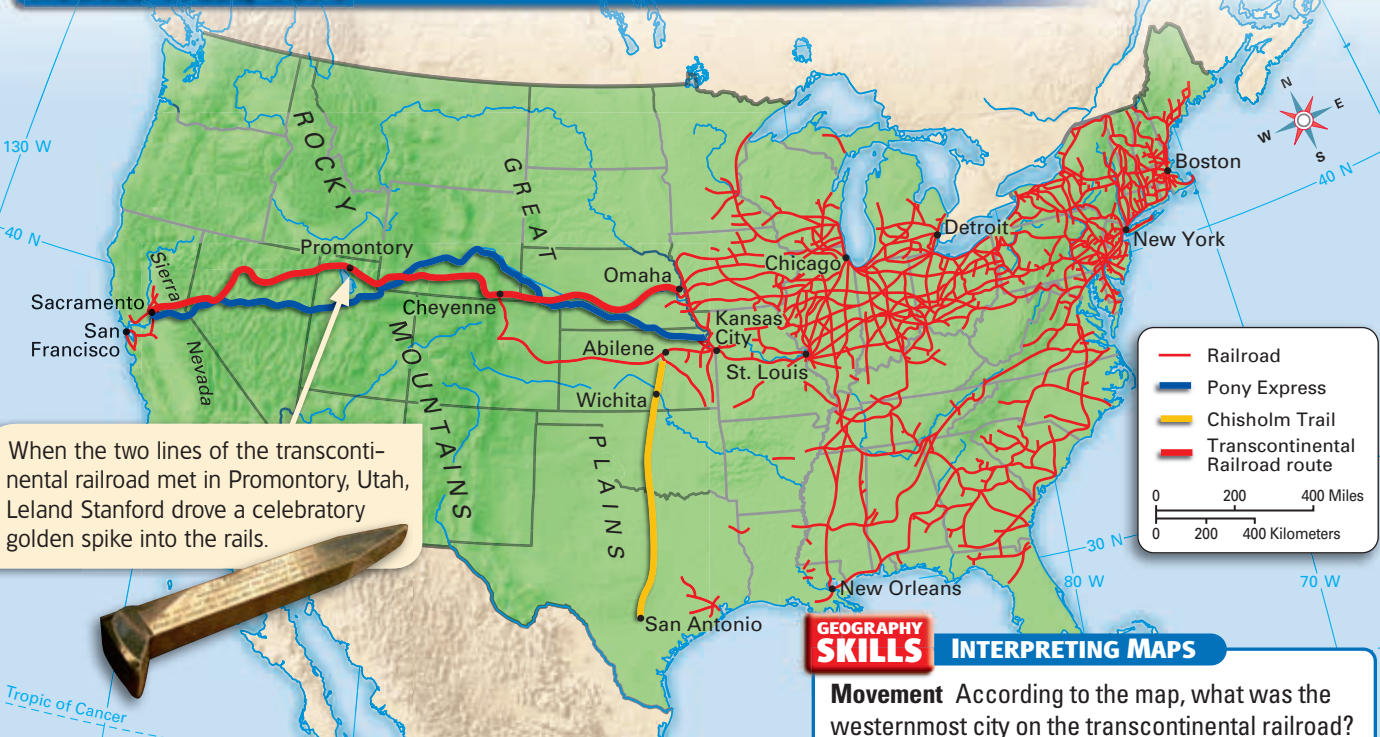 130 W
40 N
ROCKY
MOUNTAINS
GREAT
PLAINS
Sierra
Nevada
Promontory
Sacramento
San
Francisco
Cheyenne
Omaha
Abilene
Wichita
Kansas
City
St. Louis
Chicago
Detroit
Boston
New York
New Orleans
San Antonio
N
E
W
S
40 N
30 N
80 W
70 W
Tropic of Cancer
When the two lines of the transconti-
nental railroad met in Promontory, Utah,
Leland Stanford drove a celebratory
golden spike into the rails.
Railroad
Pony Express
Chisholm Trail
Transcontinental
Railroad route
0 200 400 Miles
0 200 400 Kilometers
GEOGRAPHY
SKILLS
INTERPRETING MAPS
Movement According to the map, what was the
westernmost city on the transcontinental railroad?